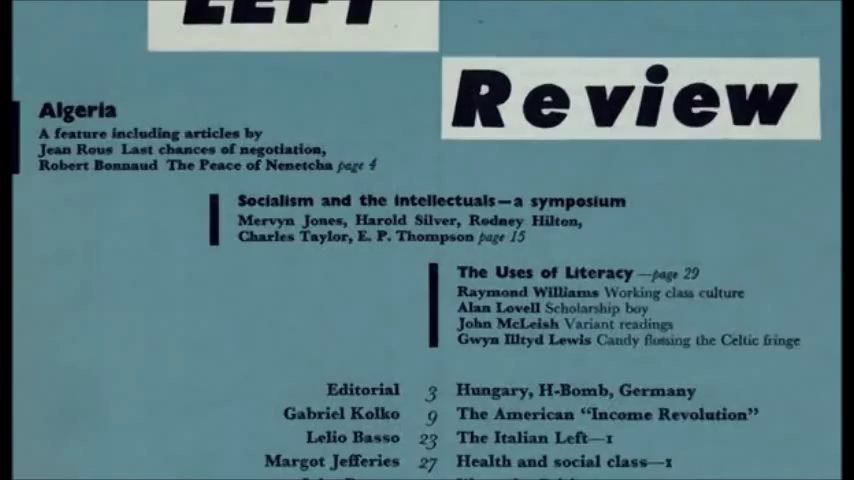 LEFT
Review
Algeria
A feature including articles by
Jean Rous Last chances of negotiation,
Robert Bonnaud The Peace of Nenetcha page 4
Socialism and the intellectuals—a symposium
Mervyn Jones, Harold Silver, Rodney Hilton,
Charles Taylor, E. P. Thompson page 15
The Uses of Literacy —page 29
Raymond Williams Working class culture
Alan Lovell Scholarship boy
John McLeish Variant readings
Gwyn Illtyd Lewis Candy flossing the Celtic fringe
Editorial 3 Hungary, H-Bomb, Germany
Gabriel Kolko 9 The American "Income Revolution"
Lelio Basso 23 The Italian Left—1
Margot Jefferies 27 Health and social class—1